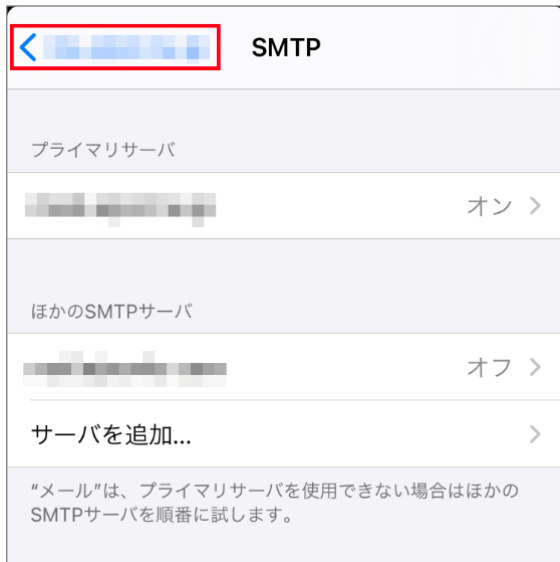 SMTP
プライマリサーバ
オン
ほかのSMTPサーバ
オフ
サーバを追加...
“メール”は、プライマリサーバを使用できない場合はほかの
SMTPサーバを順番に試します。